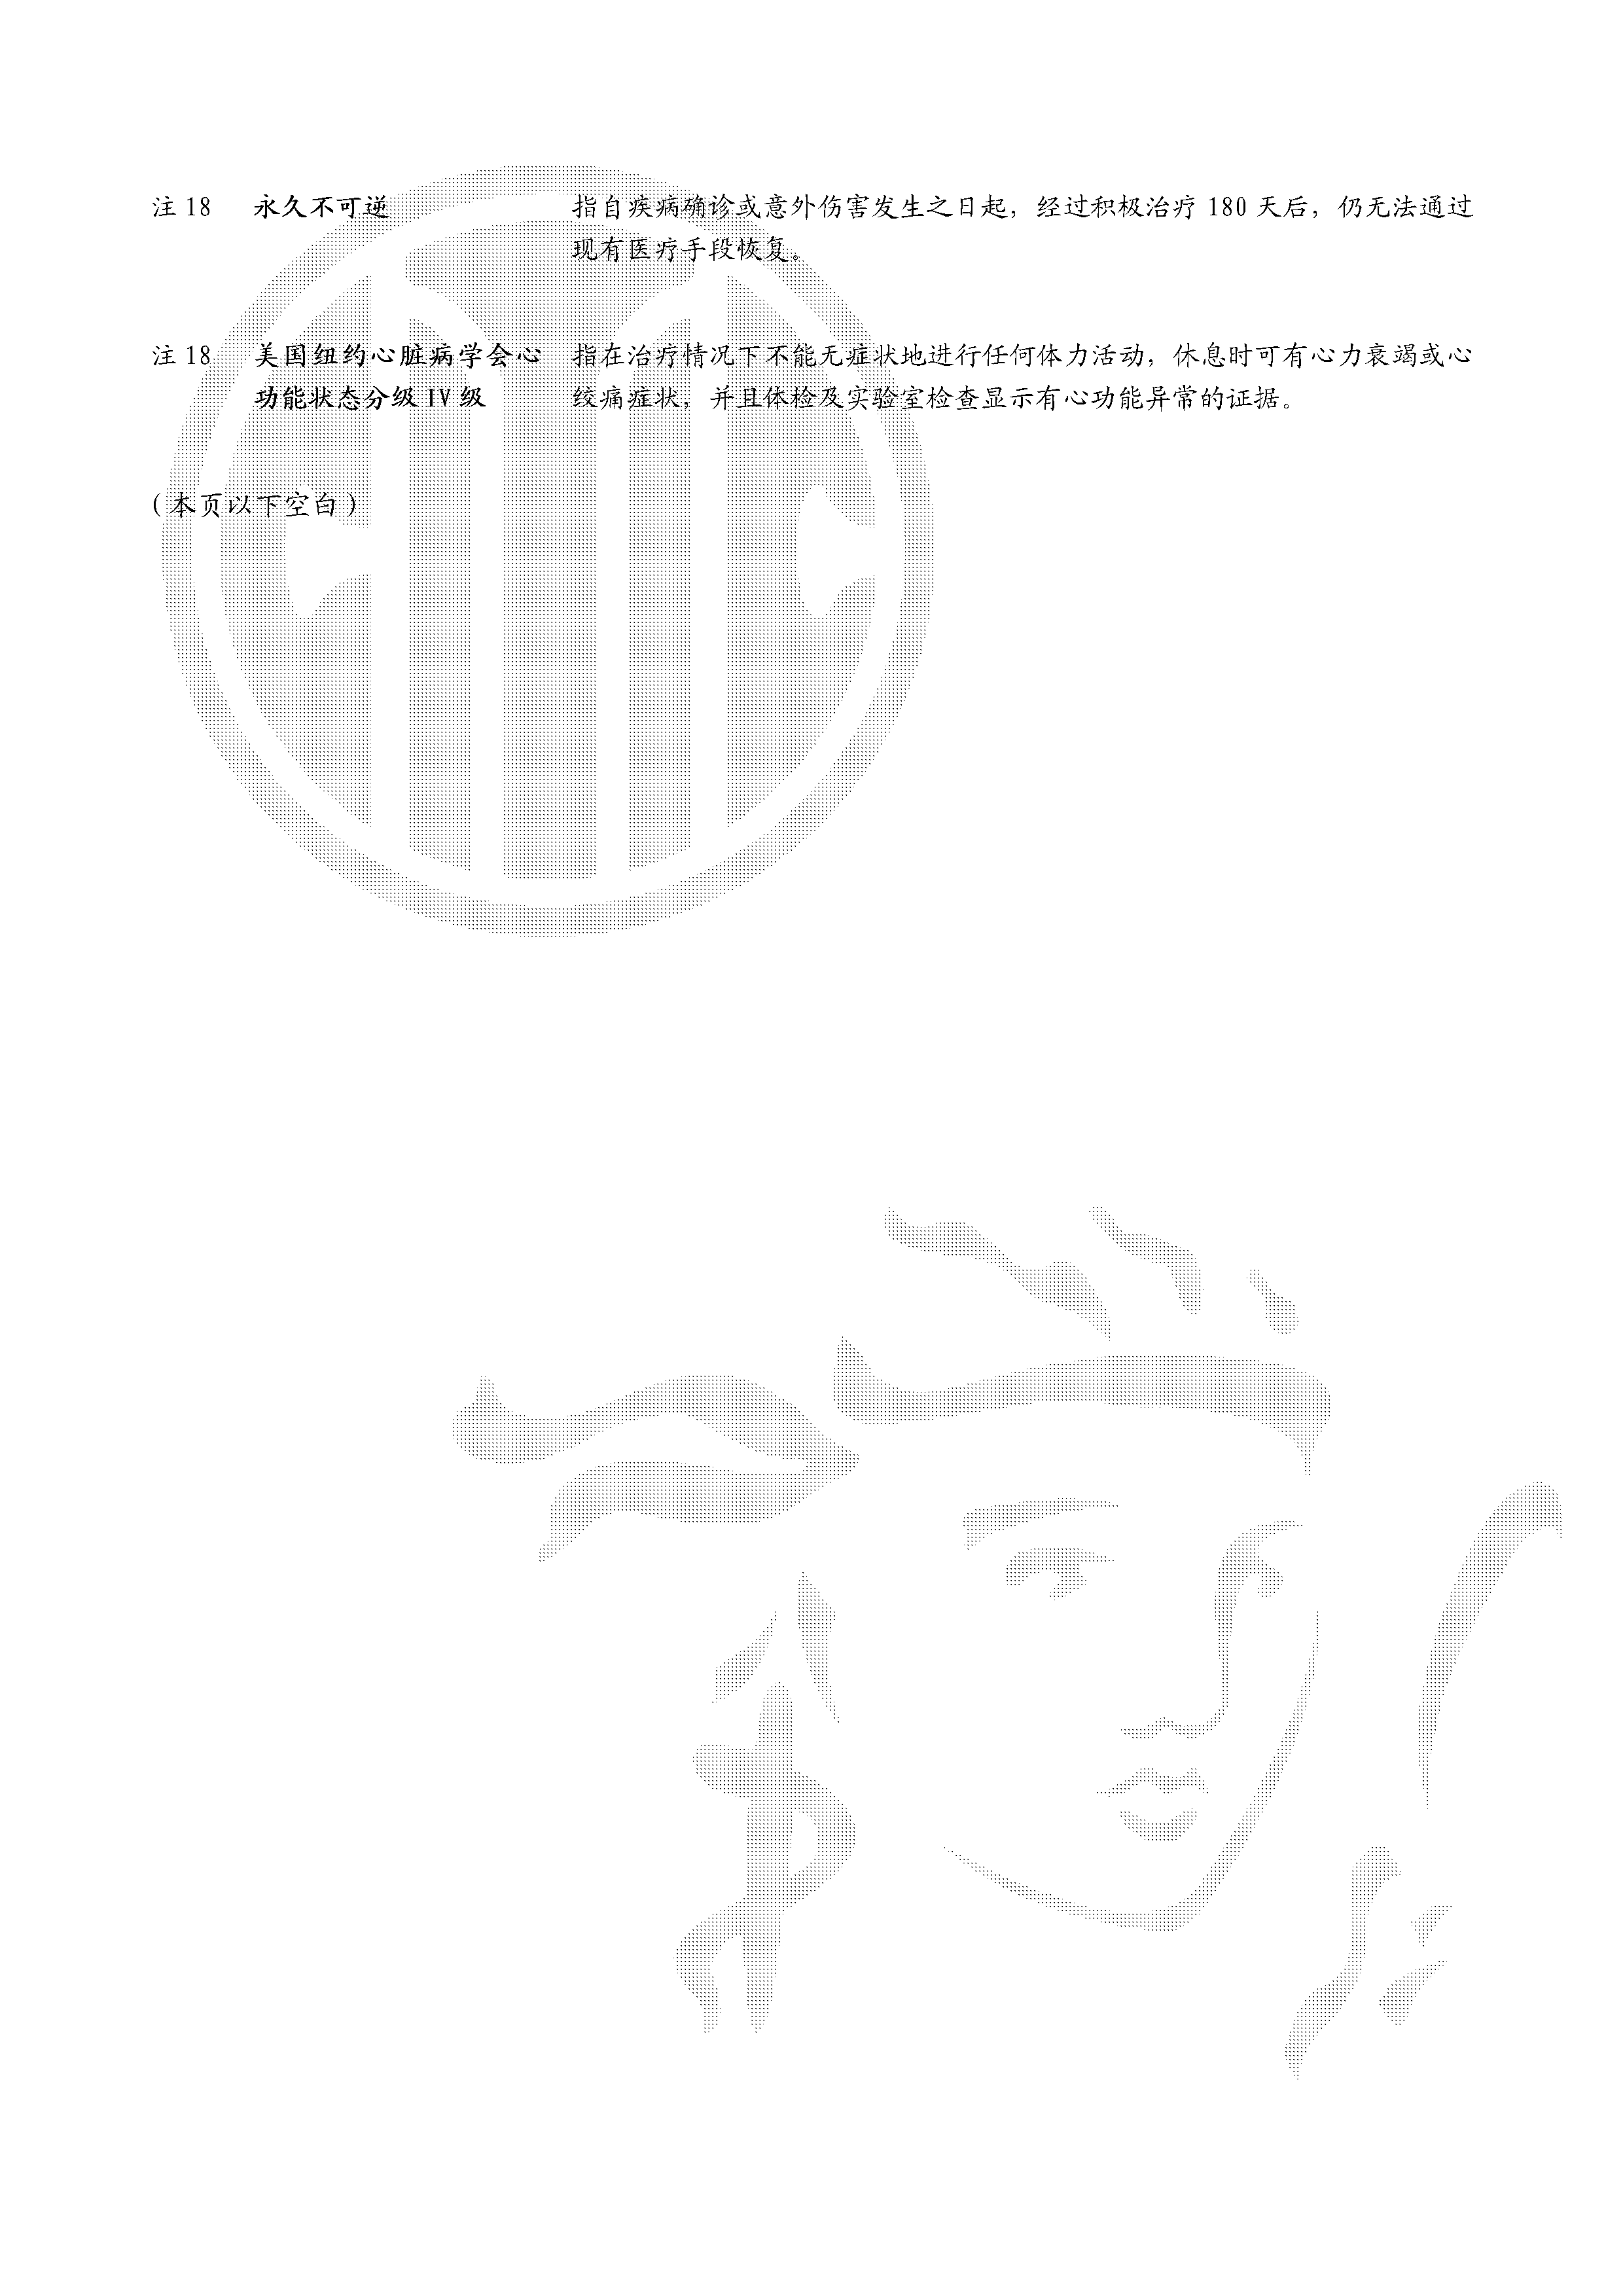 注 18 永久不可逆 指自疾病确诊或意外伤害发生之日起，经过积极治疗 180 天后，仍无法通过
现有医疗手段恢复。
注 18 美国纽约心脏病学会心 指在治疗情况下不能无症状地进行任何体力活动，休息时可有心力衰竭或心
功能状态分级 IV 级 绞痛症状，并且体检及实验室检查显示有心功能异常的证据。
（本页以下空白）